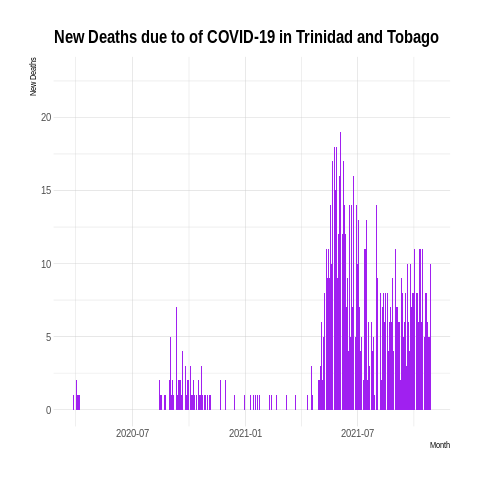 New Deaths due to of COVID-19 in Trinidad and Tobago
New Deaths
20
15
10
5
0
2020-07 2021-01 2021-07
Month